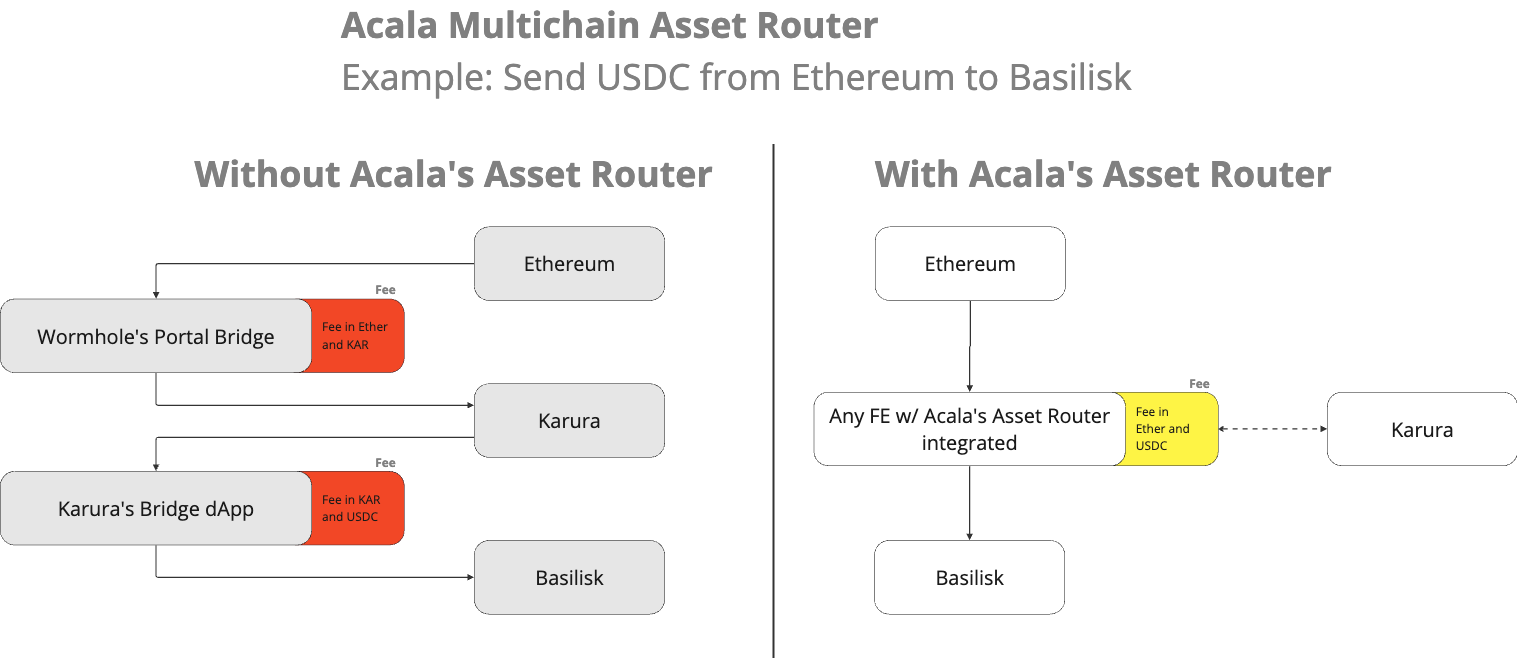 Acala Multichain Asset Router
Example: Send USDC from Ethereum to Basilisk
Without Acala's Asset Router
Ethereum
Fee
Wormhole's Portal Bridge
Fee in Ether
and KAR
Karura
Fee
Karura's Bridge dApp
Fee in KAR
and USDC
Basilisk
With Acala's Asset Router
Ethereum
Fee
Any FE w/ Acala's Asset Router
integrated
Fee in
Ether and
USDC
Karura
Basilisk